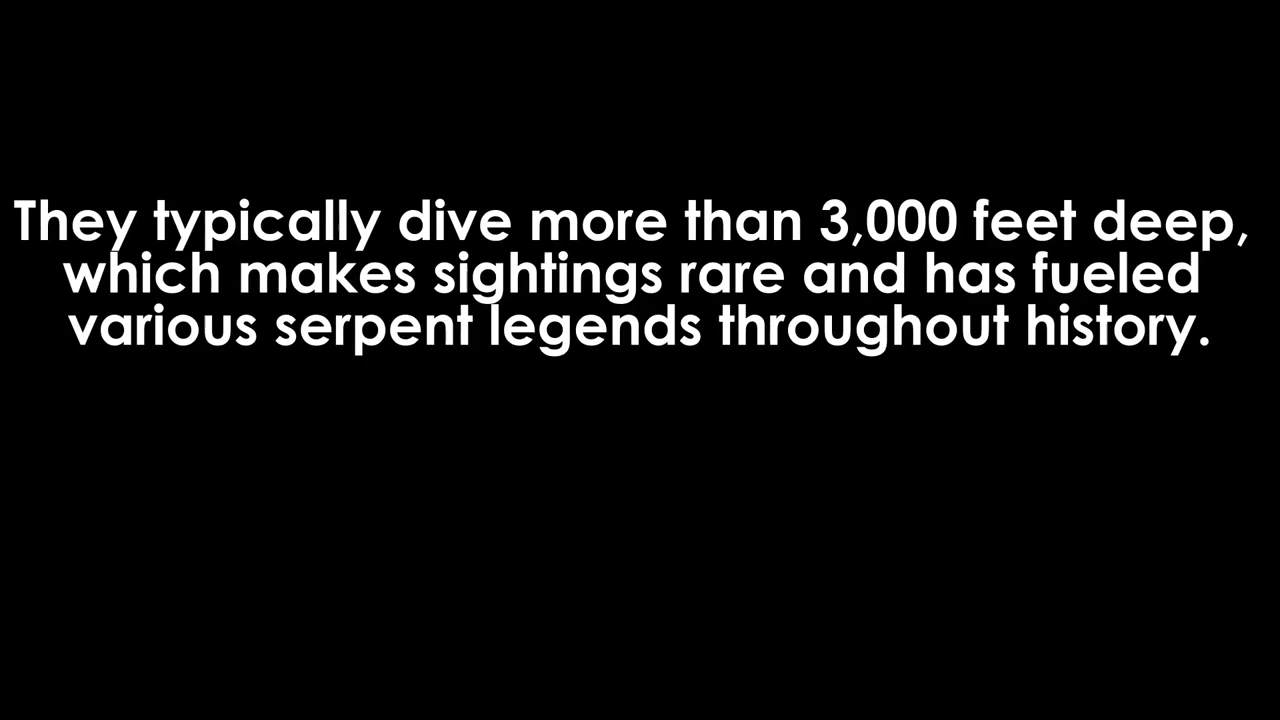 They typically dive more than 3,000 feet deep,
which makes sightings rare and has fueled
various serpent legends throughout history.